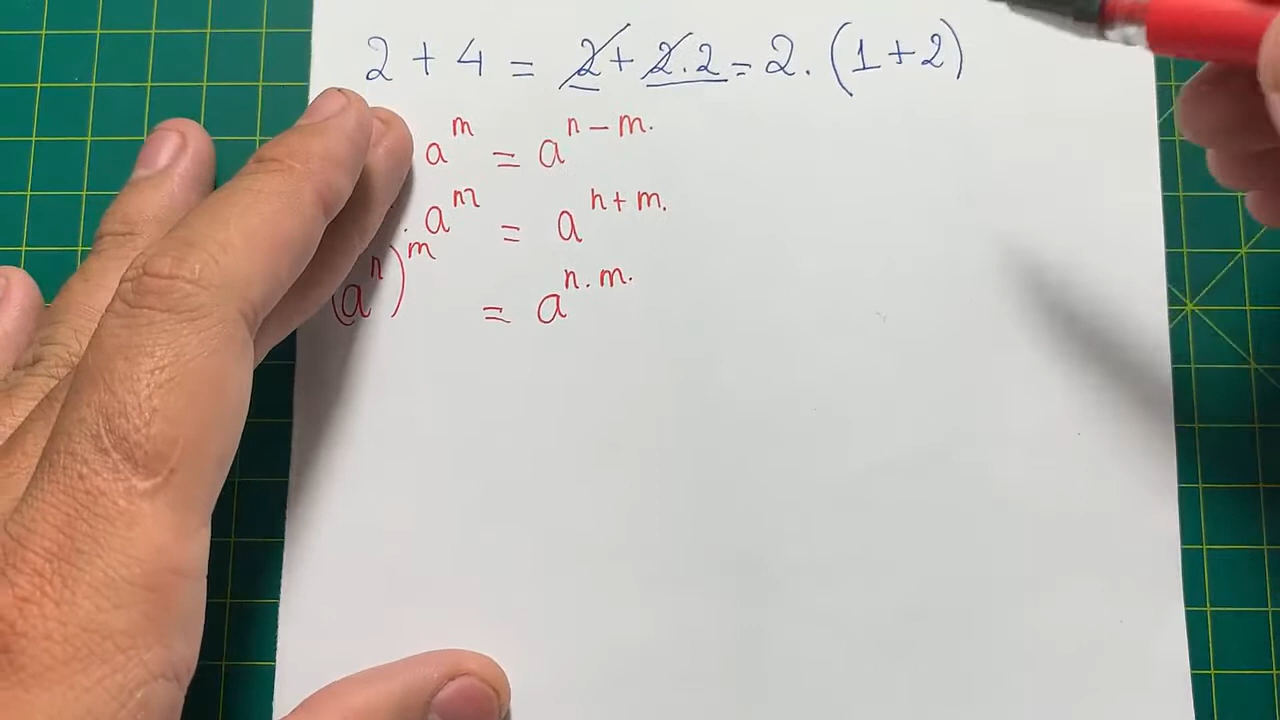 2 + 4 = 2 + 2 . 2 = 2 . (1 + 2)
a^m = a^{n - m}.
. a^m = a^{n + m}.
(a^n)^m = a^{n . m}.